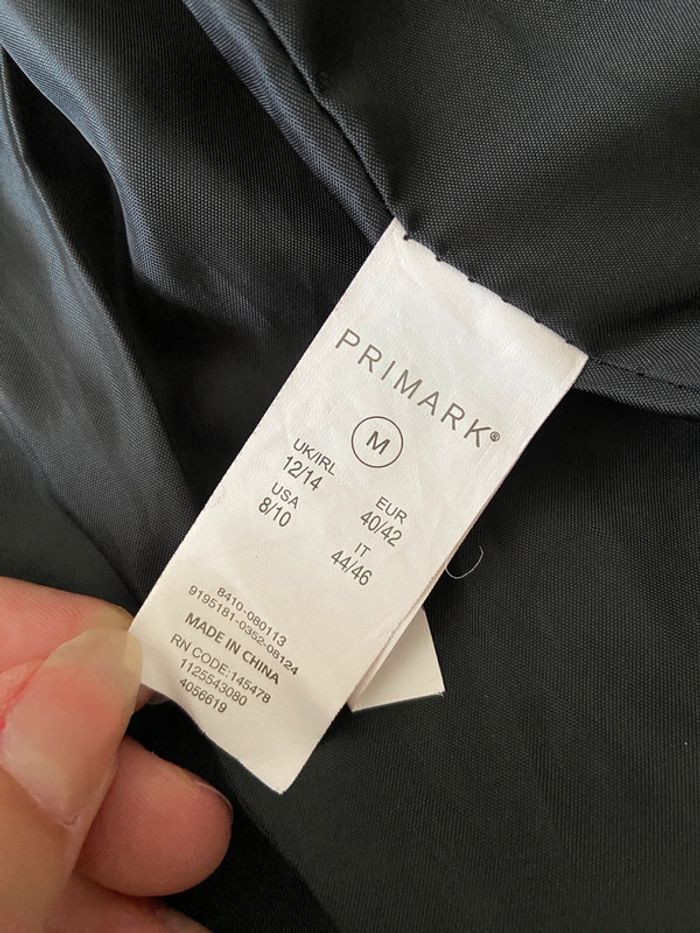 PRIMARK®
M
UK/IRL
12/14
EUR
40/42
USA
8/10
IT
44/46
8410-080113
9195181-0352-08124
MADE IN CHINA
RN CODE:145478
1125543080
4056619